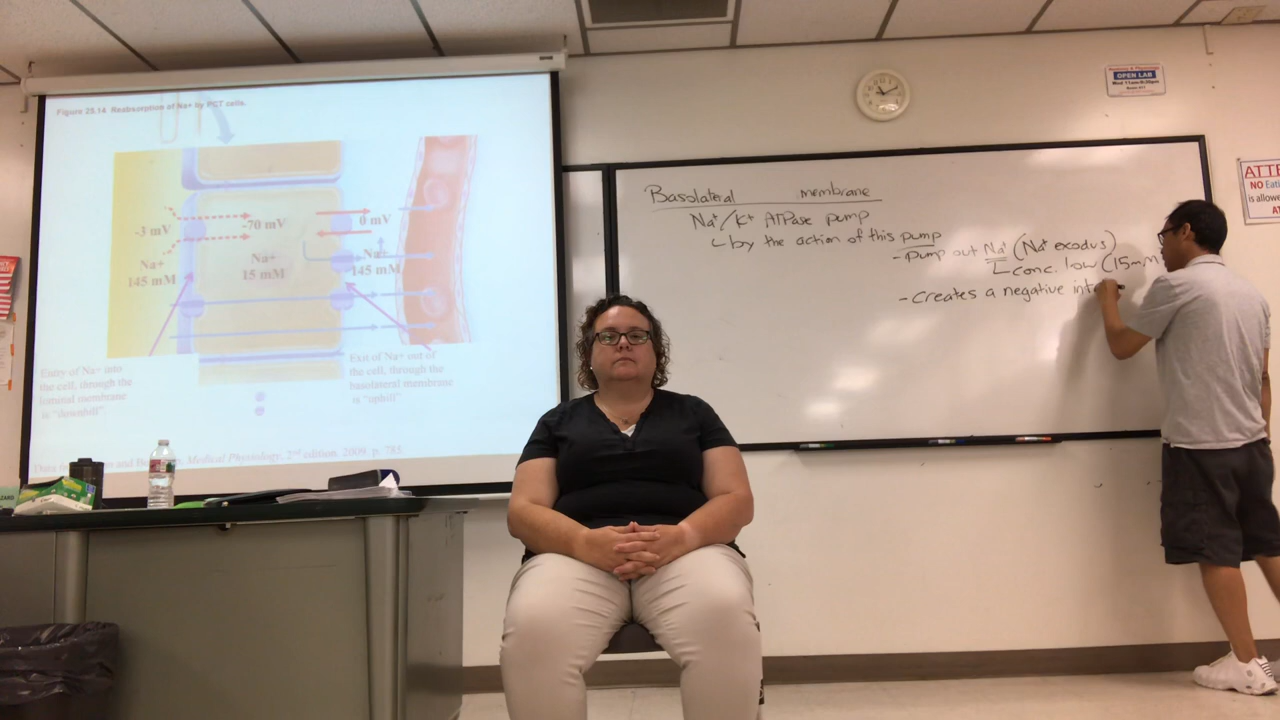 Figure 25.14 Reabsorption of Na+ by PCT cells.
-3 mV
-70 mV
0 mV
Na+
145 mM
Na+
15 mM
Na+
145 mM
Entry of Na+ into
the cell, through the
luminal membrane
is "downhill"
Exit of Na+ out of
the cell, through the
basolateral membrane
is "uphill"
Medical Physiology, 2nd edition. 2009. p. 785
Basolateral membrane
Na+/K+ ATPase pump
by the action of this pump
- pump out Na+ (Na+ exodus)
conc. low (15mM
- creates a negative inte
OPEN LAB
ATTE
NO Eati
is allowe
AT